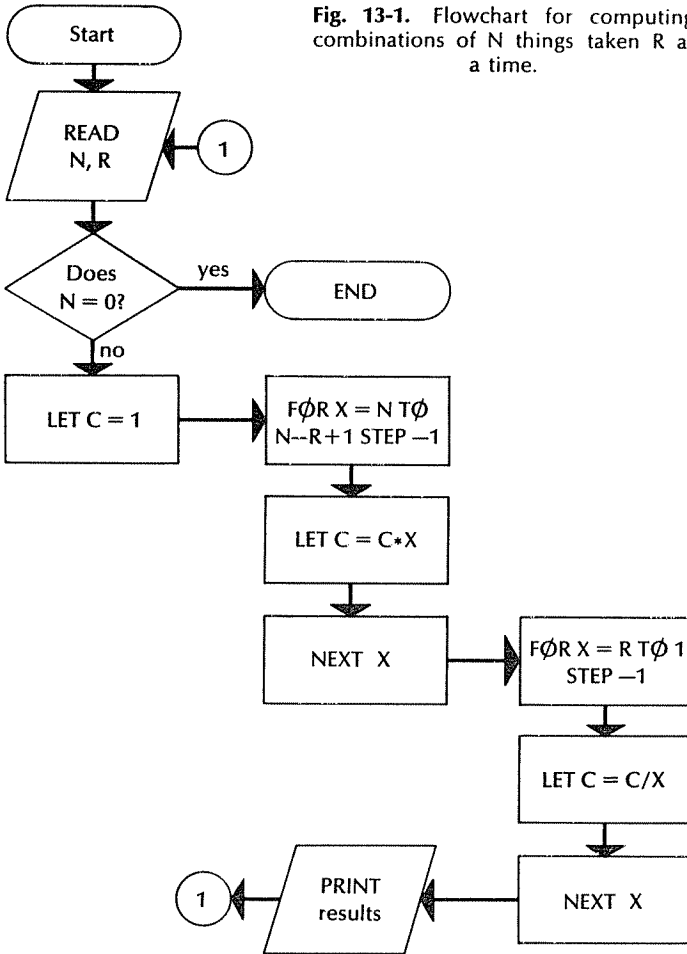 Start
Fig. 13-1. Flowchart for computing
combinations of N things taken R a
a time.
READ
N, R
1
Does
N = 0?
yes
END
no
LET C = 1
FØR X = N TØ
N--R+1 STEP -1
LET C = C*X
NEXT X
FØR X = R TØ 1
STEP -1
LET C = C/X
NEXT X
PRINT
results
1